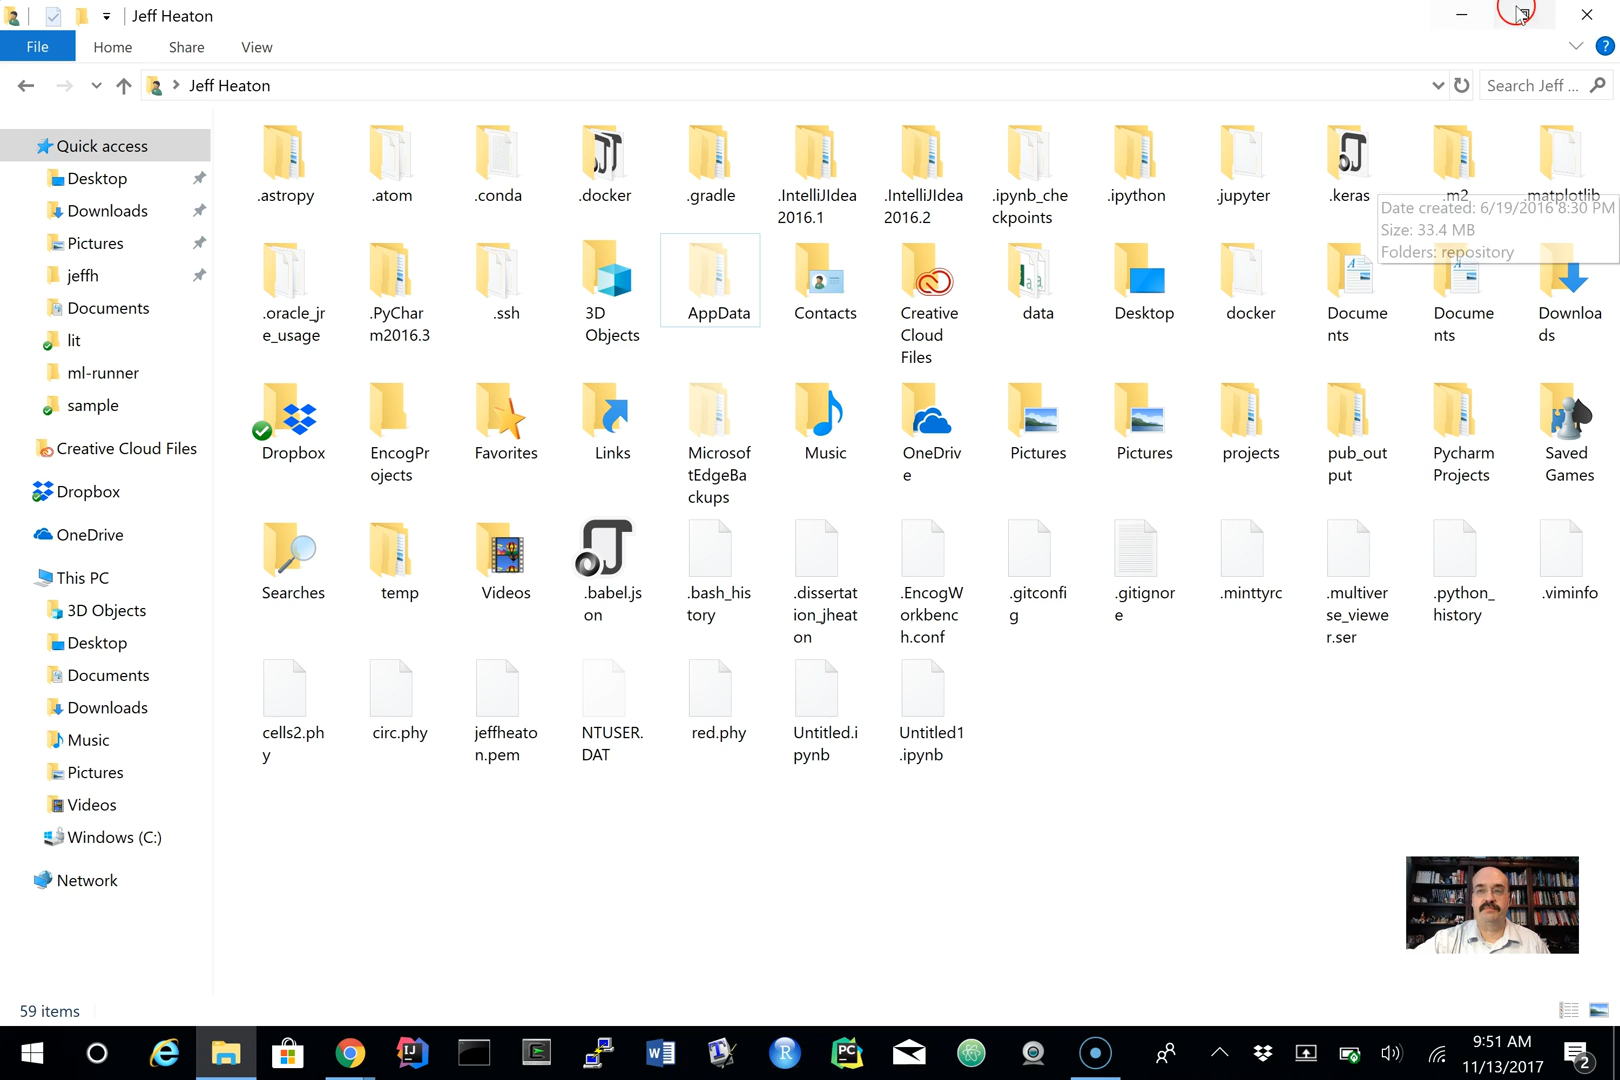 Jeff Heaton
File Home Share View
?
Jeff Heaton
Search Jeff ...
Quick access
Desktop
Downloads
Pictures
jeffh
Documents
lit
ml-runner
sample
Creative Cloud Files
Dropbox
OneDrive
This PC
3D Objects
Desktop
Documents
Downloads
Music
Pictures
Videos
Windows (C:)
Network
.astropy
.atom
.conda
.docker
.gradle
.IntelliJIdea
2016.1
.IntelliJIdea
2016.2
.ipynb_che
ckpoints
.ipython
.jupyter
.keras
.m2
.matplotlib
Date created: 6/19/2016 8:30 PM
Size: 33.4 MB
Folders: repository
.oracle_jr
e_usage
.PyChar
m2016.3
.ssh
3D
Objects
AppData
Contacts
Creative
Cloud
Files
data
Desktop
docker
Docume
nts
Docume
nts
Downloa
ds
Dropbox
EncogPr
ojects
Favorites
Links
Microsof
tEdgeBa
ckups
Music
OneDriv
e
Pictures
Pictures
projects
pub_out
put
Pycharm
Projects
Saved
Games
Searches
temp
Videos
.babel.js
on
.bash_his
tory
.dissertat
ion_jheat
on
.EncogW
orkbenc
h.conf
.gitconfi
g
.gitignor
e
.minttyrc
.multiver
se_viewe
r.ser
.python_
history
.viminfo
cells2.ph
y
circ.phy
jeffheato
n.pem
NTUSER.
DAT
red.phy
Untitled.i
pynb
Untitled1
.ipynb
59 items
9:51 AM
11/13/2017
2